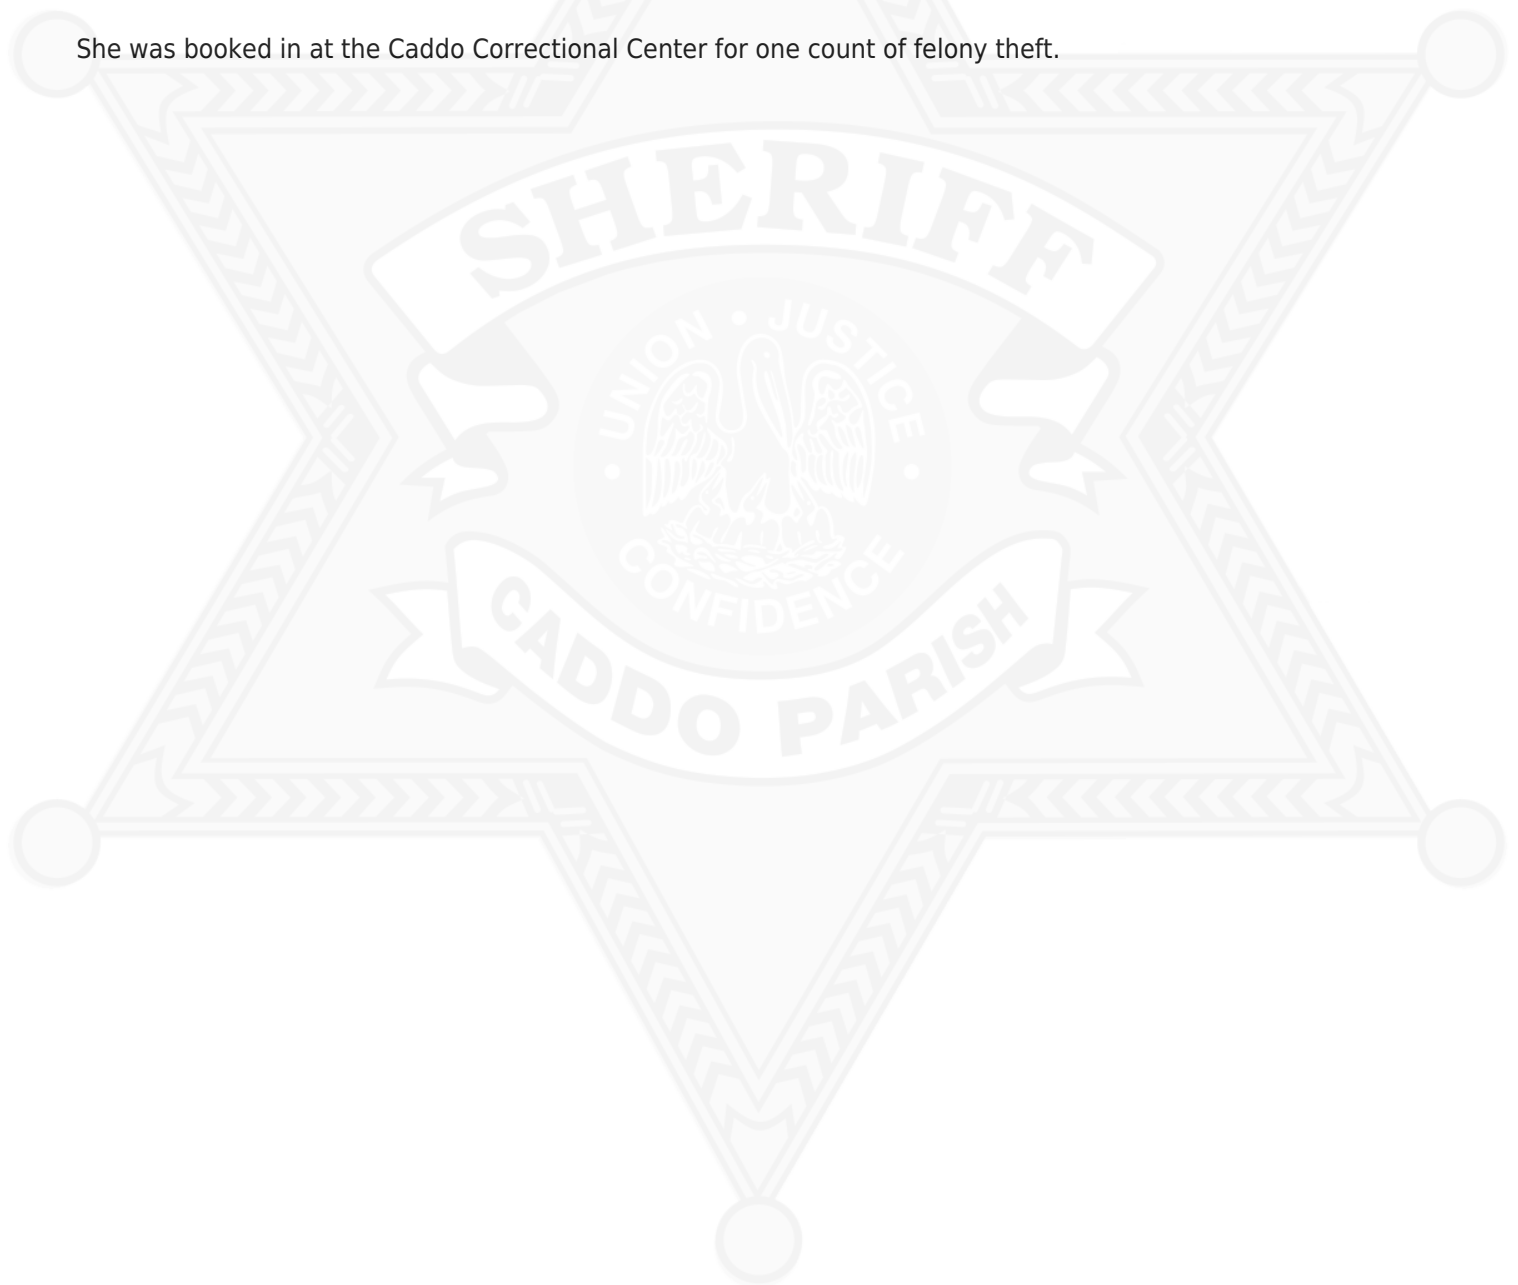 She was booked in at the Caddo Correctional Center for one count of felony theft.
SHERIFF
UNION • JUSTICE
• CONFIDENCE •
CADDO PARISH